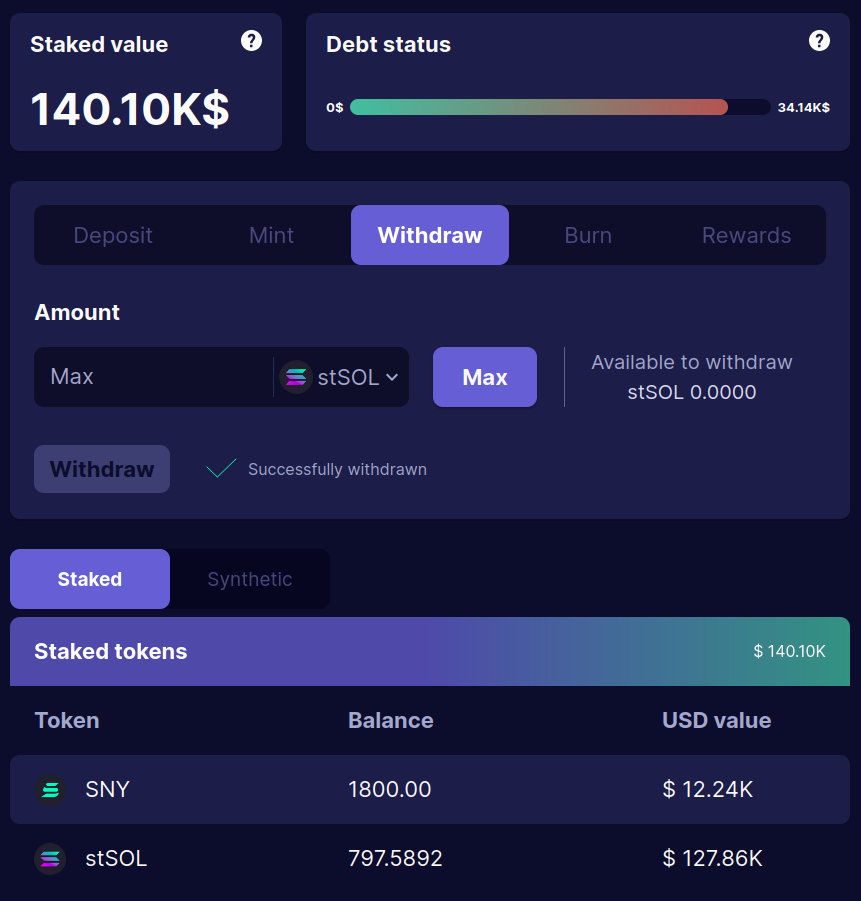 Staked value ?
140.10K$
Debt status ?
0$ 34.14K$
Deposit Mint Withdraw Burn Rewards
Amount
Max stSOL Max
Available to withdraw
stSOL 0.0000
Withdraw Successfully withdrawn
Staked Synthetic
Staked tokens $ 140.10K
Token Balance USD value
SNY 1800.00 $ 12.24K
stSOL 797.5892 $ 127.86K